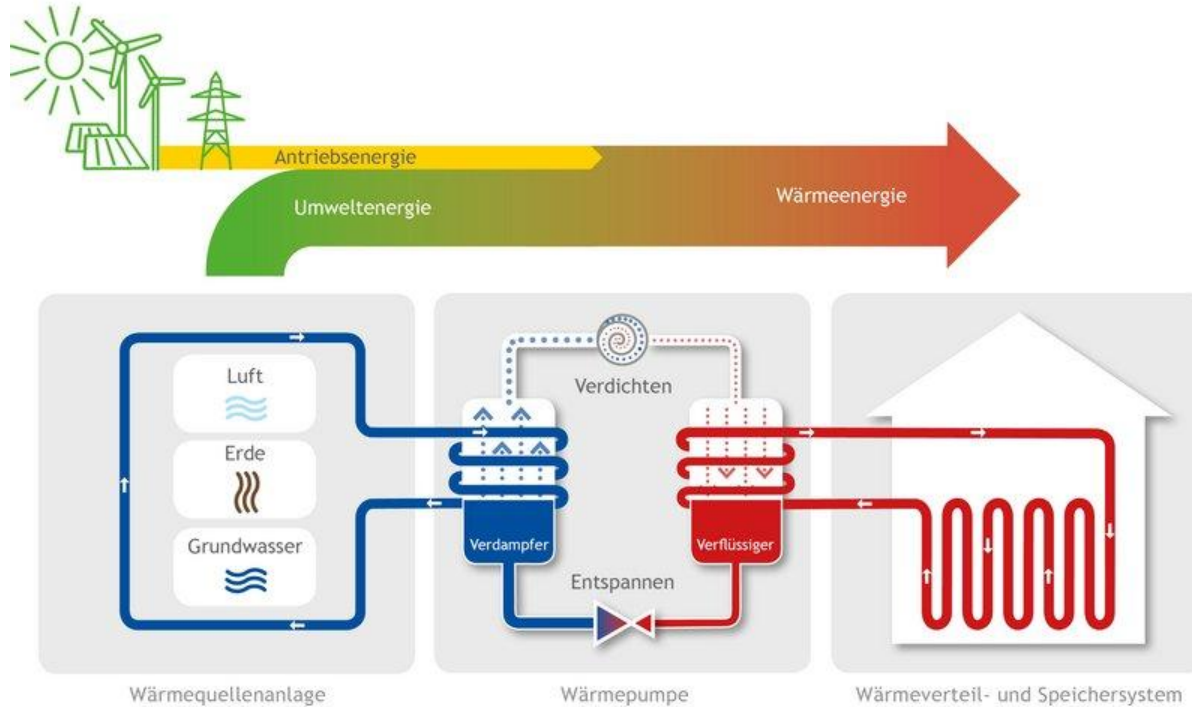 Antriebsenergie
Umweltenergie
Wärmeenergie
Luft
Erde
Grundwasser
Verdichten
Verdampfer
Verflüssiger
Entspannen
Wärmequellenanlage
Wärmepumpe
Wärmeverteil- und Speichersystem